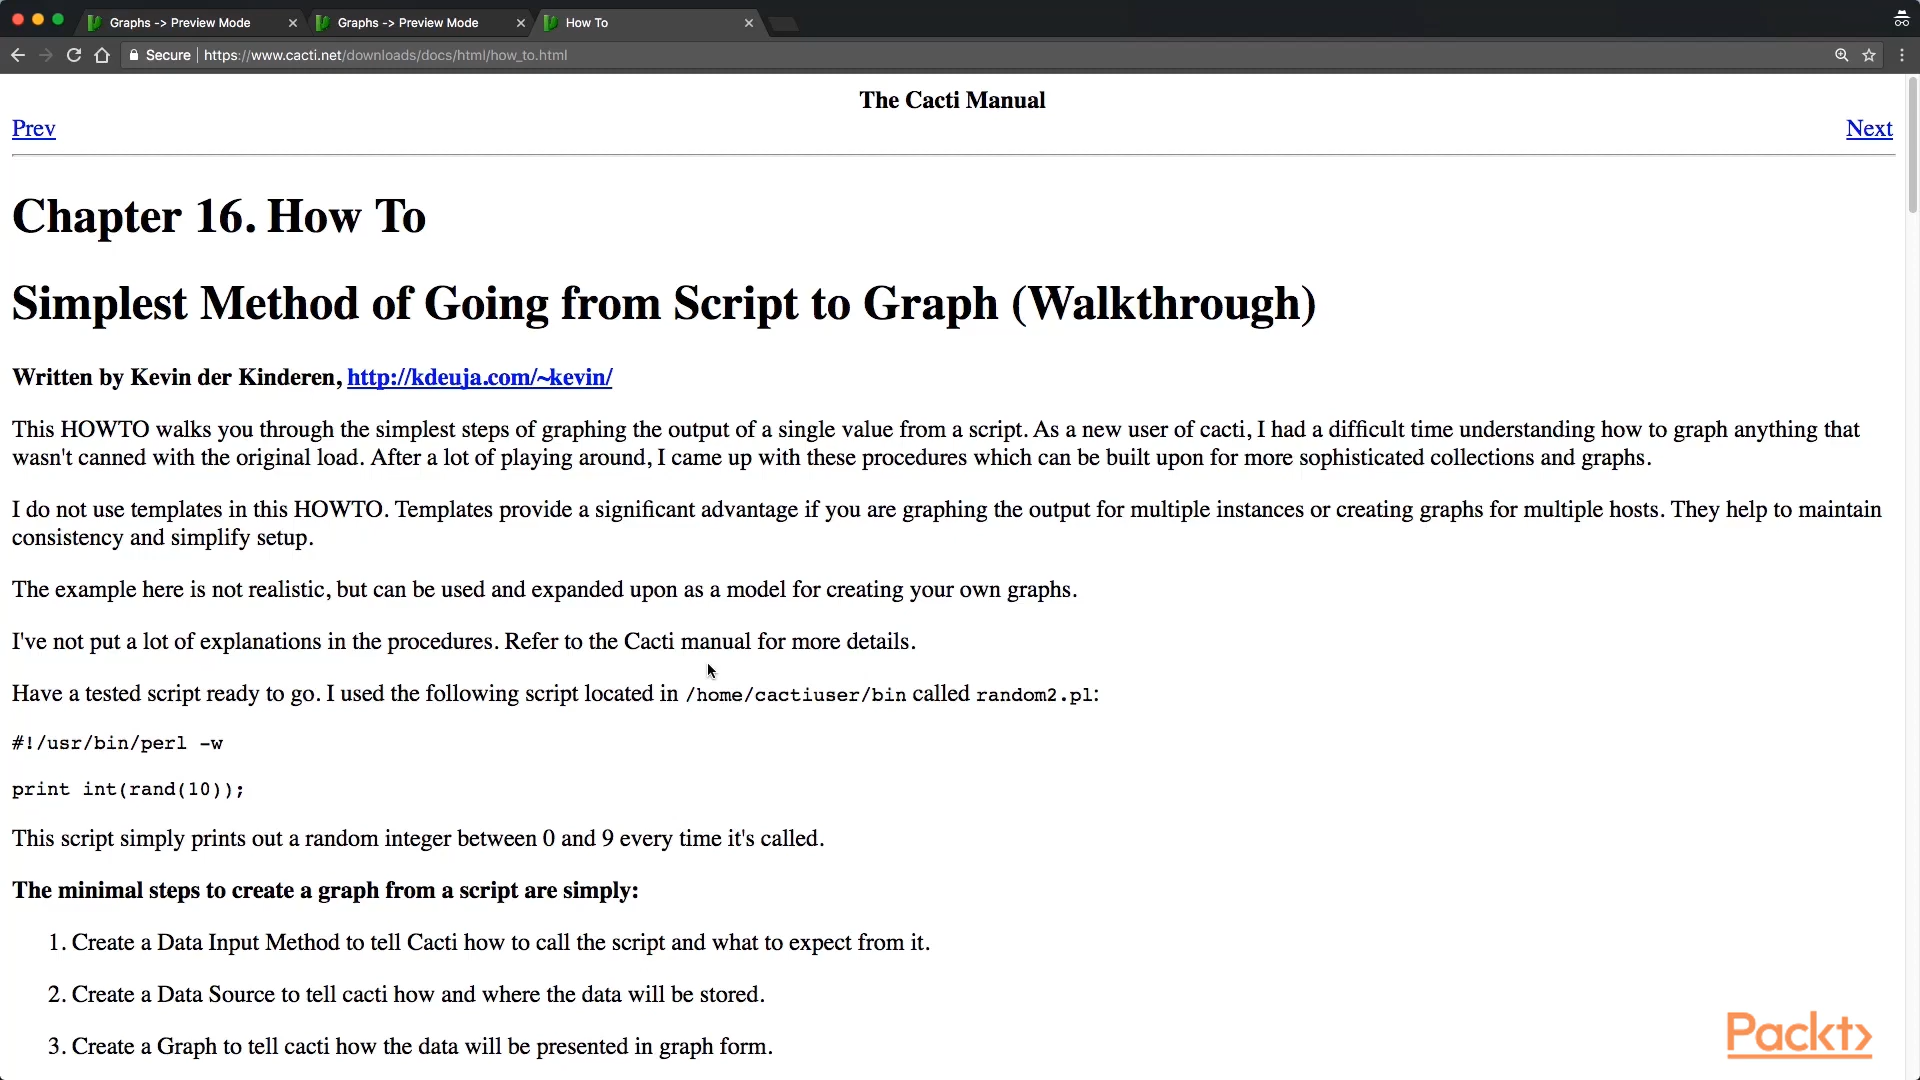 Graphs -> Preview Mode
Graphs -> Preview Mode
How To
Secure | https://www.cacti.net/downloads/docs/html/how_to.html
The Cacti Manual
Prev
Next
Chapter 16. How To
Simplest Method of Going from Script to Graph (Walkthrough)
Written by Kevin der Kinderen, http://kdeuja.com/~kevin/
This HOWTO walks you through the simplest steps of graphing the output of a single value from a script. As a new user of cacti, I had a difficult time understanding how to graph anything that
wasn't canned with the original load. After a lot of playing around, I came up with these procedures which can be built upon for more sophisticated collections and graphs.
I do not use templates in this HOWTO. Templates provide a significant advantage if you are graphing the output for multiple instances or creating graphs for multiple hosts. They help to maintain
consistency and simplify setup.
The example here is not realistic, but can be used and expanded upon as a model for creating your own graphs.
I've not put a lot of explanations in the procedures. Refer to the Cacti manual for more details.
Have a tested script ready to go. I used the following script located in /home/cactiuser/bin called random2.pl:
#!/usr/bin/perl -w
print int(rand(10));
This script simply prints out a random integer between 0 and 9 every time it's called.
The minimal steps to create a graph from a script are simply:
1. Create a Data Input Method to tell Cacti how to call the script and what to expect from it.
2. Create a Data Source to tell cacti how and where the data will be stored.
3. Create a Graph to tell cacti how the data will be presented in graph form.
Packt>